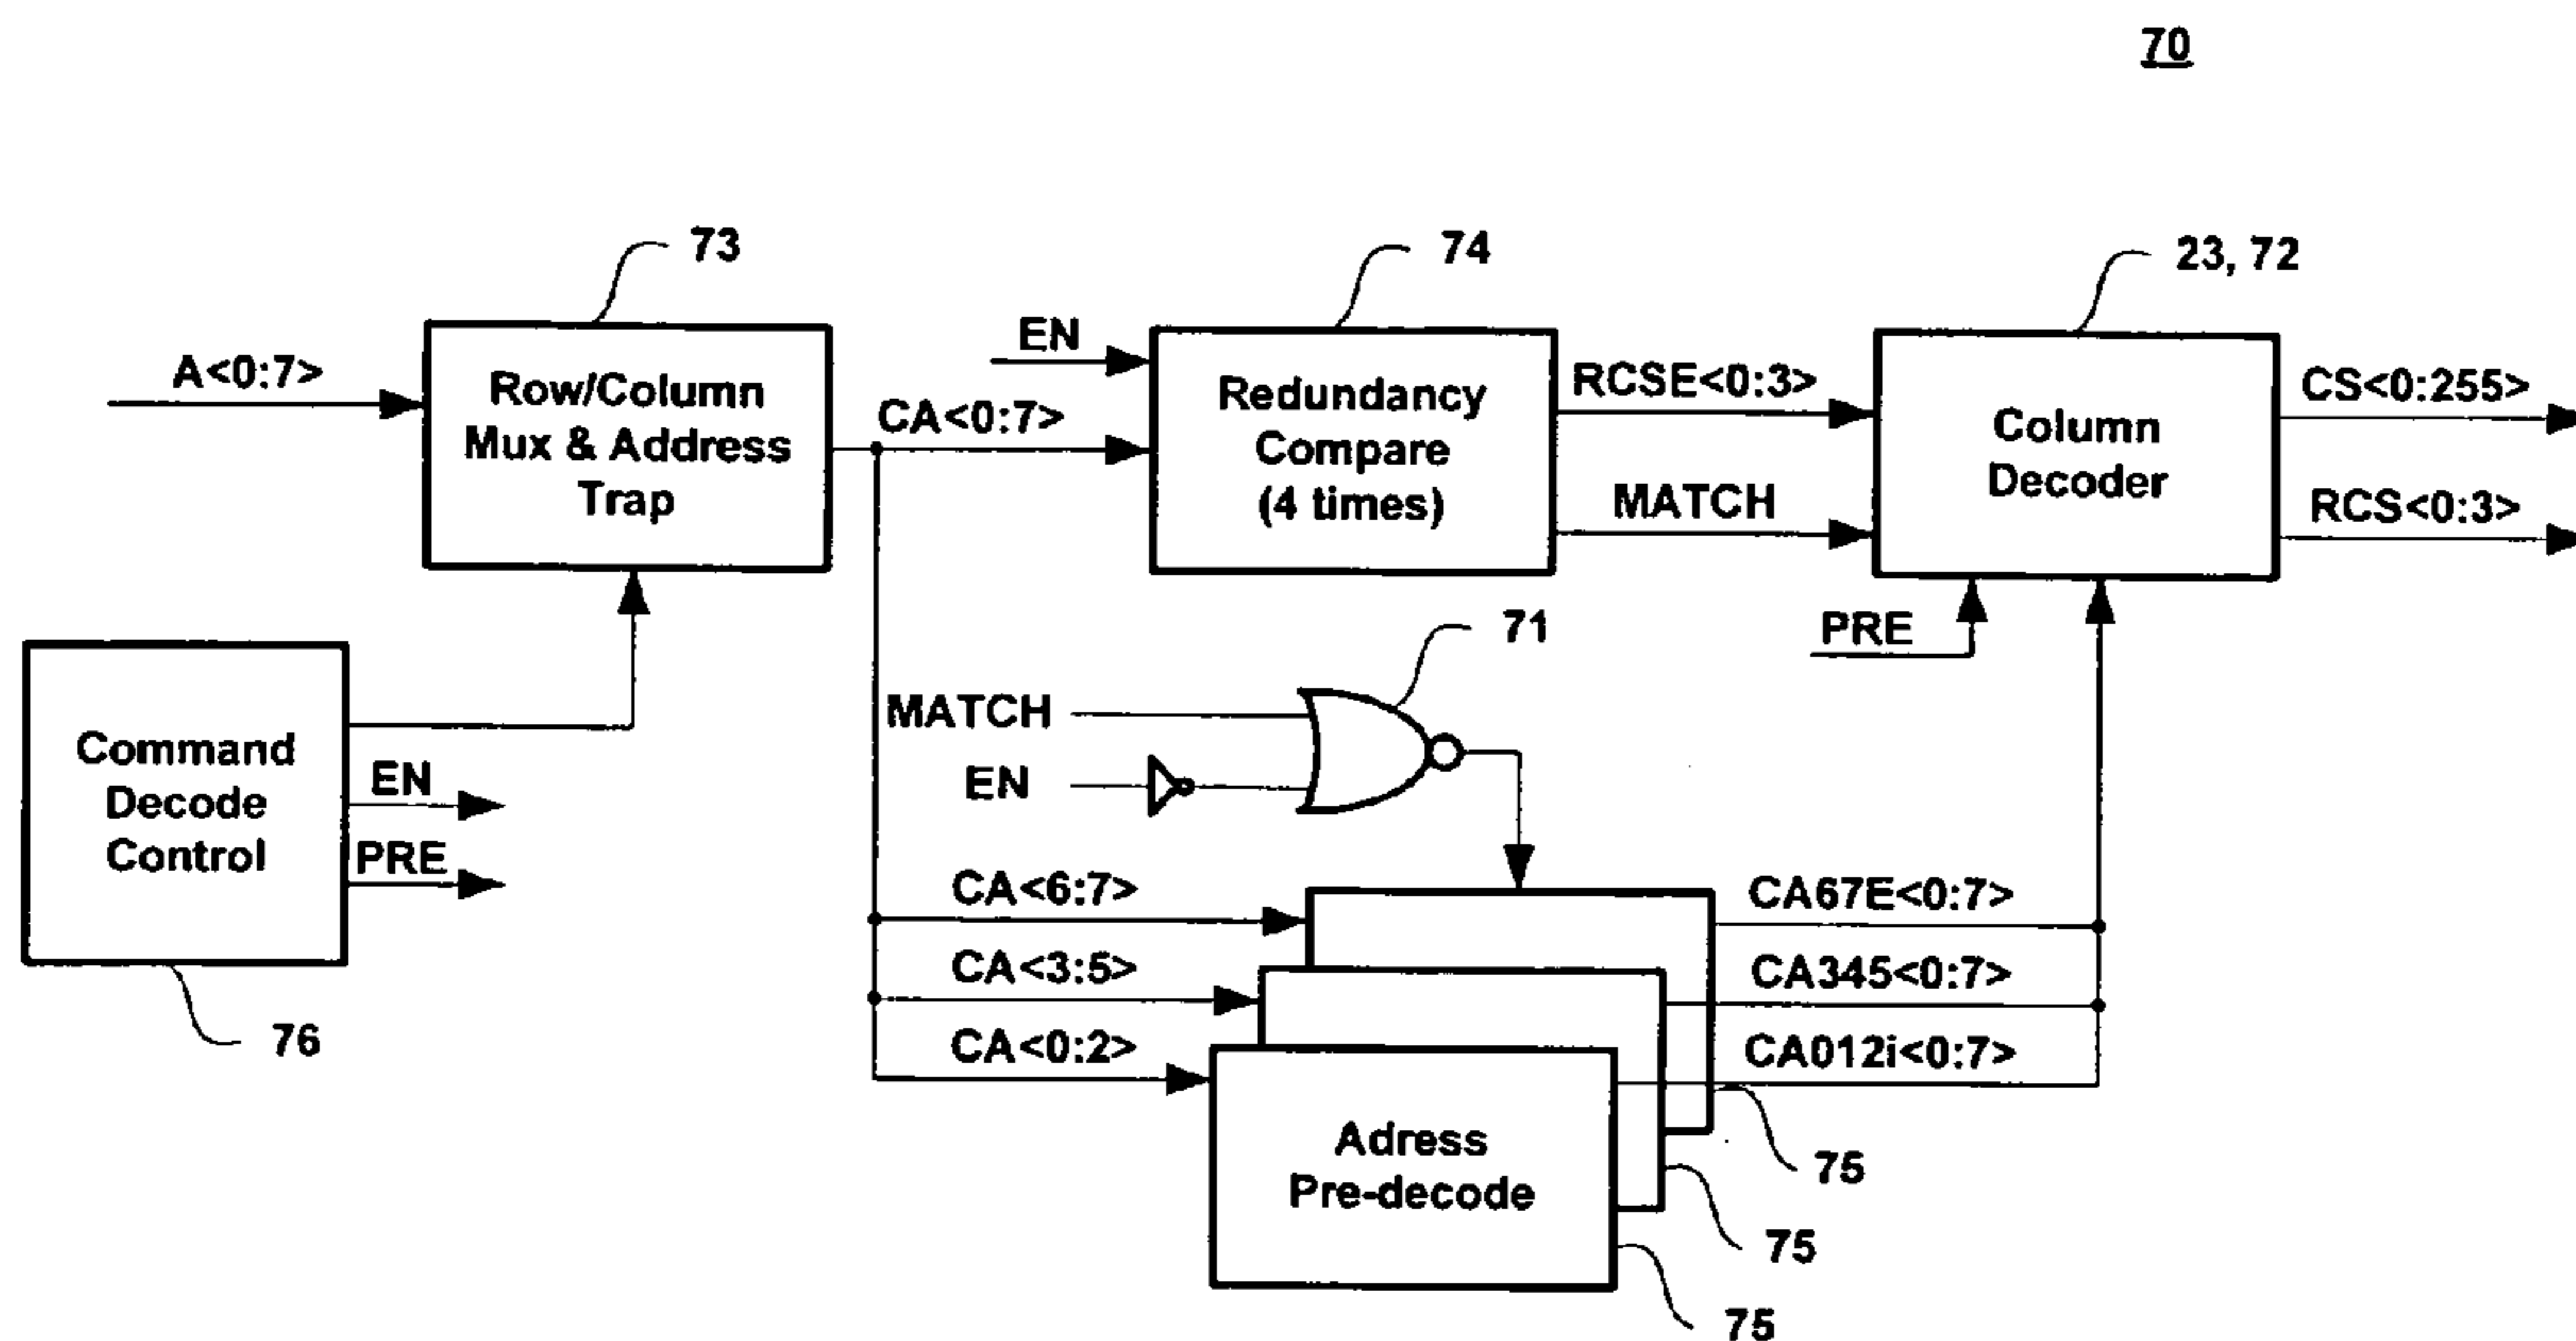 70
73
74
23, 72
A<0:7>
Row/Column
Mux & Address
Trap
EN
CA<0:7>
Redundancy
Compare
(4 times)
RCSE<0:3>
MATCH
Column
Decoder
CS<0:255>
RCS<0:3>
PRE
71
MATCH
EN
Command
Decode
Control
EN
PRE
76
CA<6:7>
CA<3:5>
CA<0:2>
CA67E<0:7>
CA345<0:7>
CA012i<0:7>
Adress
Pre-decode
75
75
75